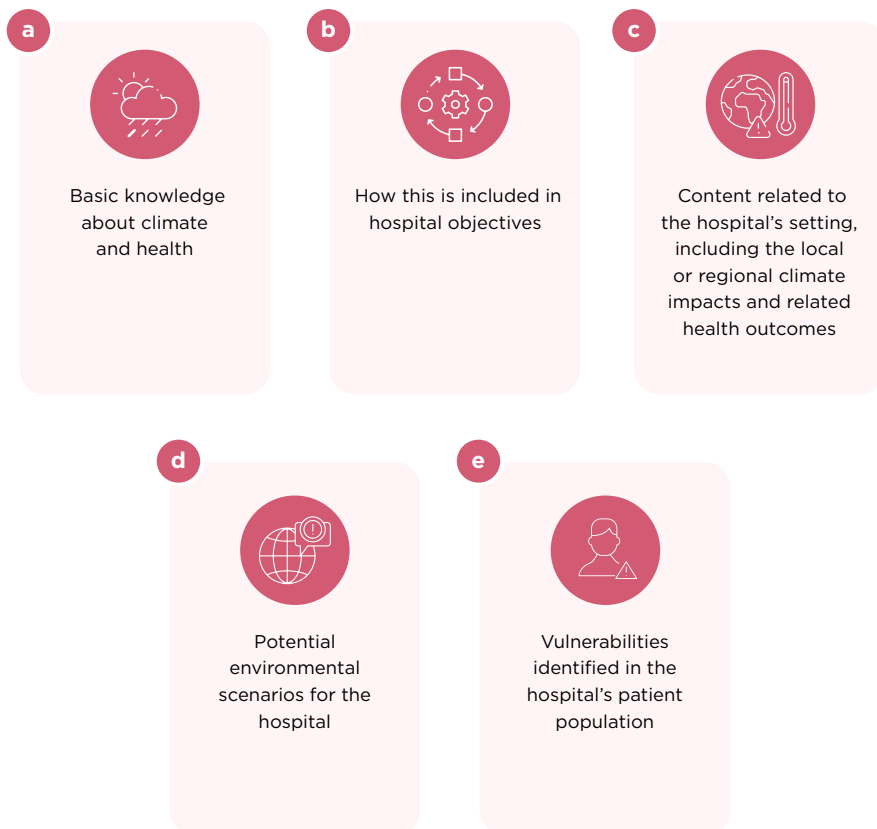 a
Basic knowledge
about climate
and health
b
How this is included in
hospital objectives
c
Content related to
the hospital's setting,
including the local
or regional climate
impacts and related
health outcomes
d
Potential
environmental
scenarios for the
hospital
e
Vulnerabilities
identified in the
hospital's patient
population